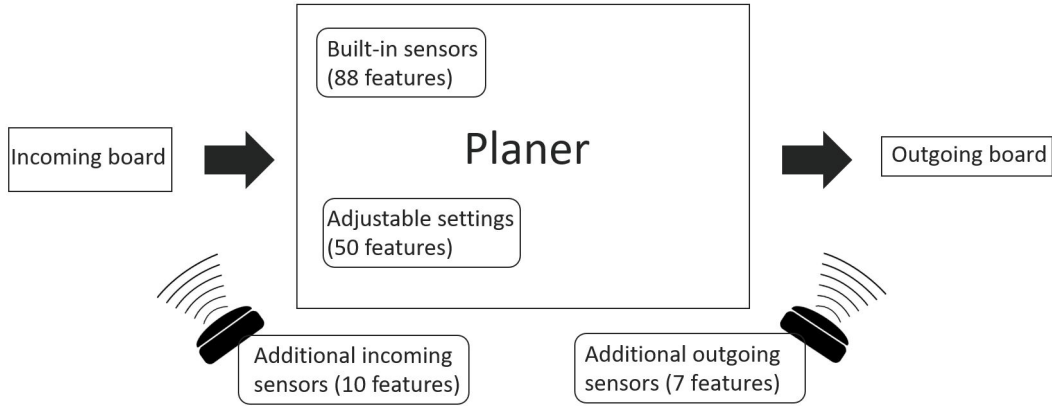 Built-in sensors
(88 features)
Incoming board
Planer
Outgoing board
Adjustable settings
(50 features)
Additional incoming
sensors (10 features)
Additional outgoing
sensors (7 features)